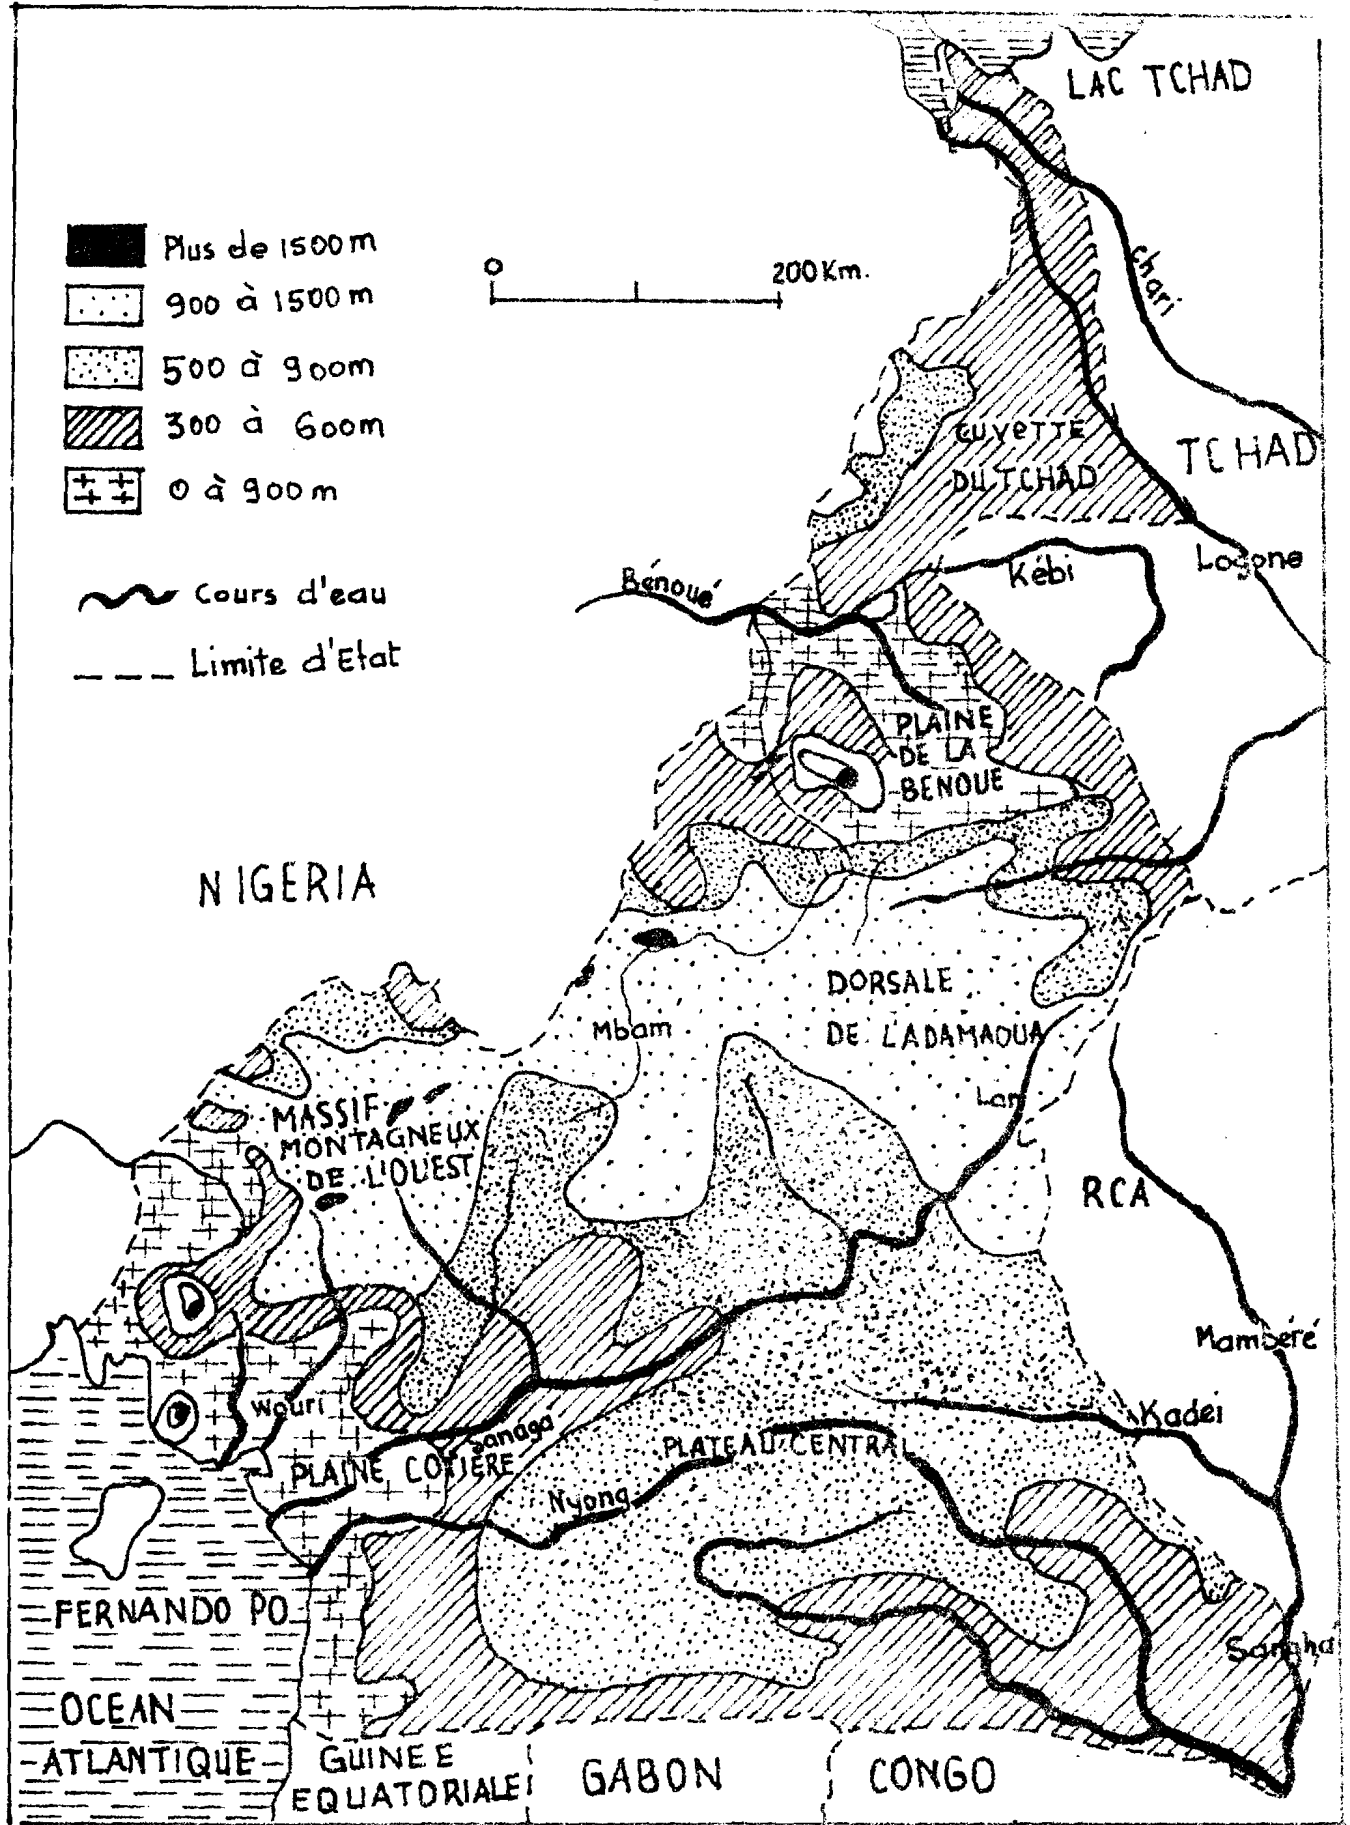 LAC TCHAD
Plus de 1500m
900 à 1500m
500 à 900m
300 à 600m
0 à 900m
Cours d'eau
Limite d'Etat
0
200Km.
Chari
CUVETTE
DU TCHAD
TCHAD
Logone
Kébi
Bénoué
PLAINE
DE LA
BENOUE
NIGERIA
DORSALE
DE L'ADAMAOUA
Mbam
Lom
MASSIF
MONTAGNEUX
DE L'OUEST
RCA
Mambéré
Kadei
Wouri
Sanaga
PLAINE COTIÈRE
PLATEAU CENTRAL
Nyong
FERNANDO PO
Sangha
OCEAN
ATLANTIQUE
GUINEE
EQUATORIALE
GABON
CONGO